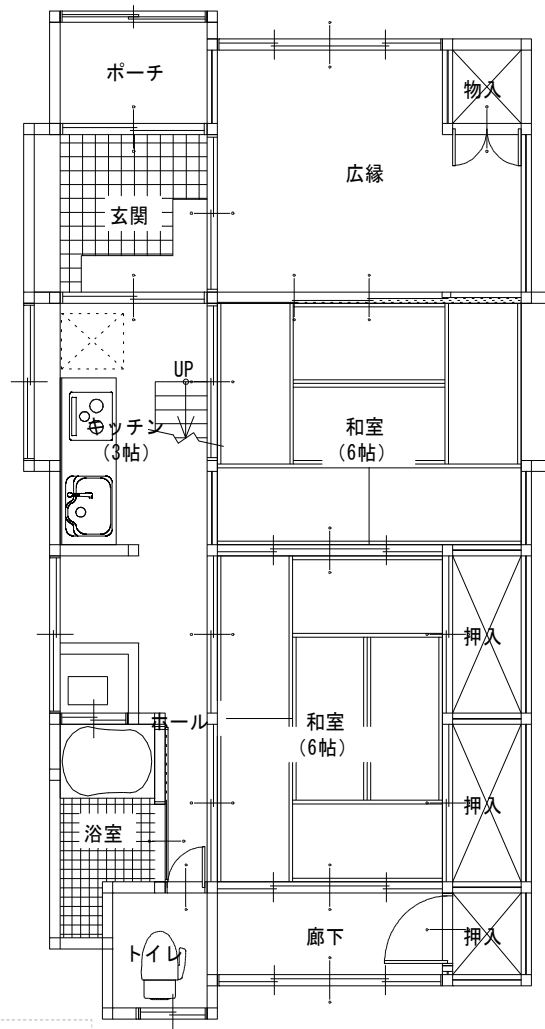 ポーチ
物入
広縁
玄関
UP
キッチン
(3帖)
和室
(6帖)
押入
ホール
和室
(6帖)
押入
浴室
トイレ
廊下
押入